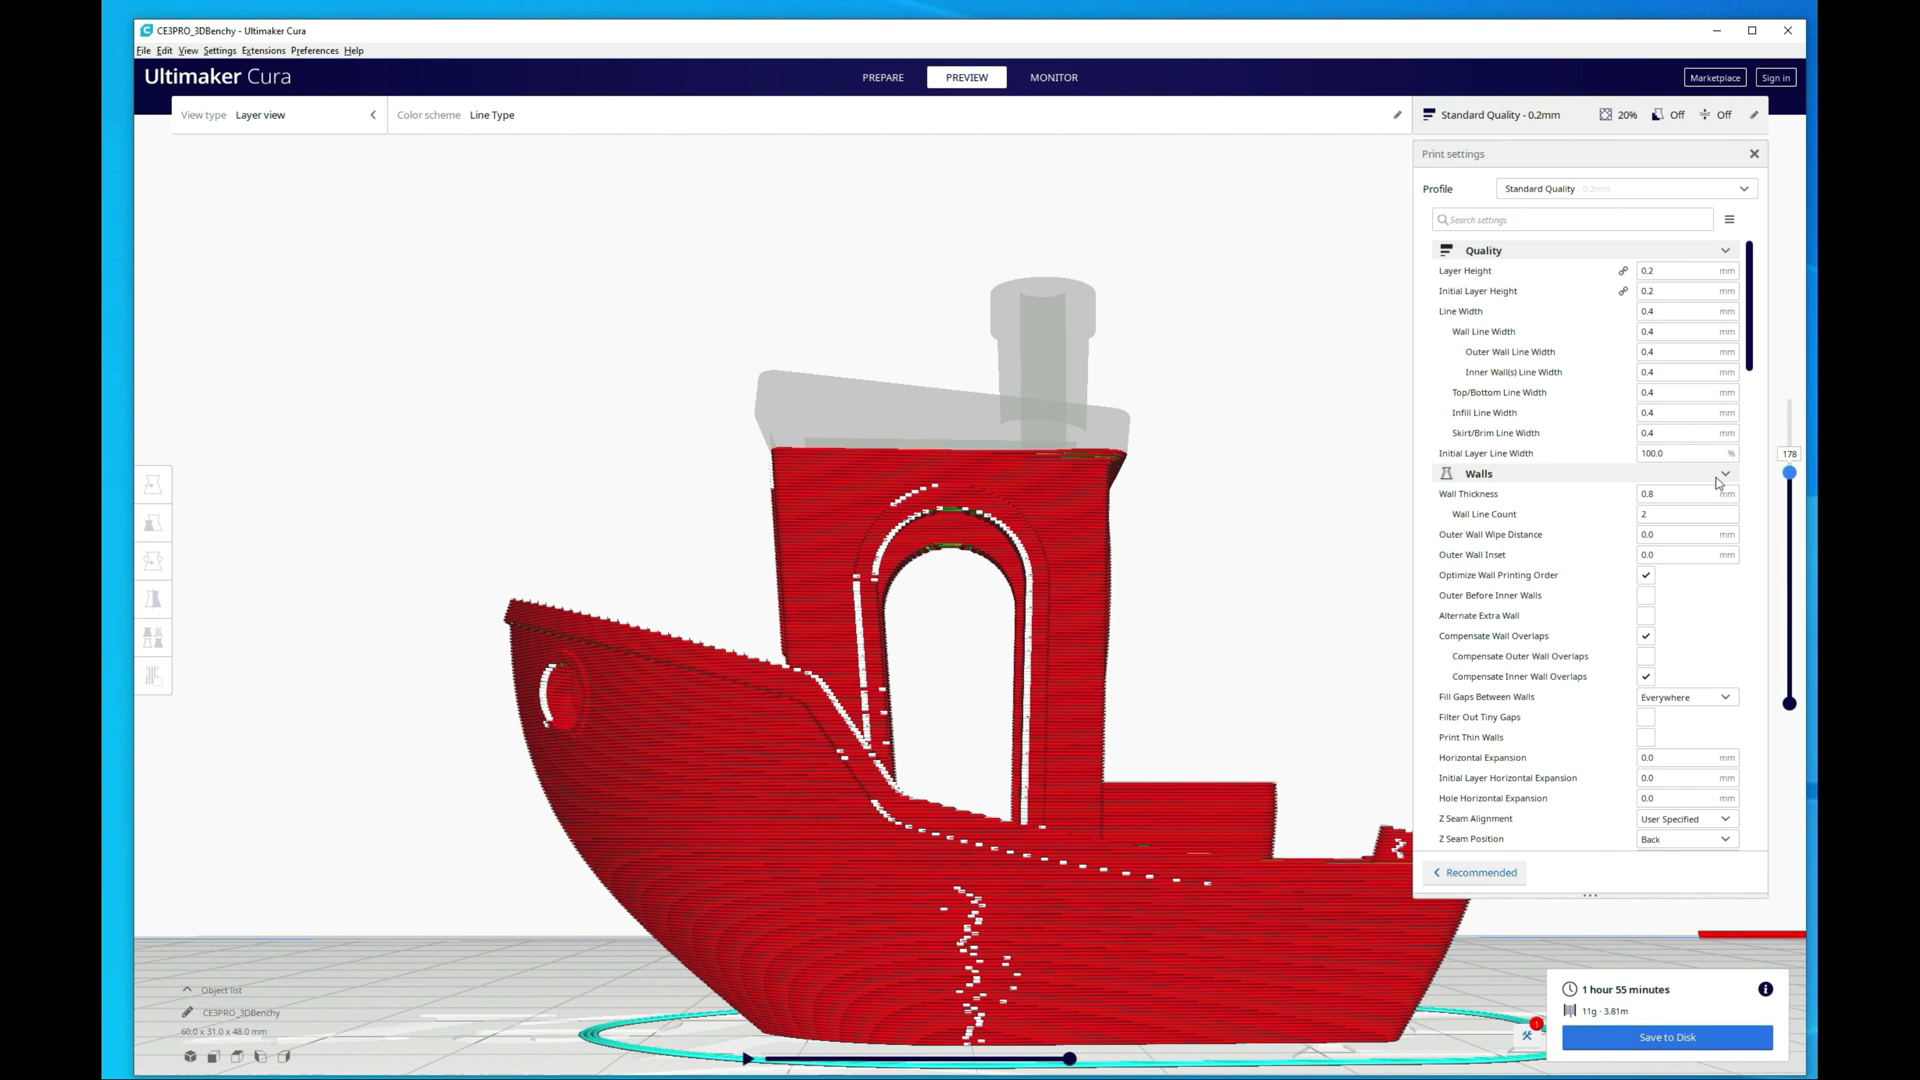 CE3PRO_3DBenchy - Ultimaker Cura
File Edit View Settings Extensions Preferences Help
Ultimaker Cura
PREPARE PREVIEW MONITOR
Marketplace Sign in
View type Layer view
Color scheme Line Type
Standard Quality - 0.2mm 20% Off Off
Print settings
Profile Standard Quality - 0.2mm
Search settings
Quality
Layer Height 0.2 mm
Initial Layer Height 0.2 mm
Line Width 0.4 mm
Wall Line Width 0.4 mm
Outer Wall Line Width 0.4 mm
Inner Wall(s) Line Width 0.4 mm
Top/Bottom Line Width 0.4 mm
Infill Line Width 0.4 mm
Skirt/Brim Line Width 0.4 mm
Initial Layer Line Width 100.0 %
178
Walls
Wall Thickness 0.8 mm
Wall Line Count 2
Outer Wall Wipe Distance 0.0 mm
Outer Wall Inset 0.0 mm
Optimize Wall Printing Order
Outer Before Inner Walls
Alternate Extra Wall
Compensate Wall Overlaps
Compensate Outer Wall Overlaps
Compensate Inner Wall Overlaps
Fill Gaps Between Walls Everywhere
Filter Out Tiny Gaps
Print Thin Walls
Horizontal Expansion 0.0 mm
Initial Layer Horizontal Expansion 0.0 mm
Hole Horizontal Expansion 0.0 mm
Z Seam Alignment User Specified
Z Seam Position Back
Recommended
Object list
CE3PRO_3DBenchy
60.0 x 31.0 x 48.0 mm
1 hour 55 minutes
11g · 3.81m
1
Save to Disk